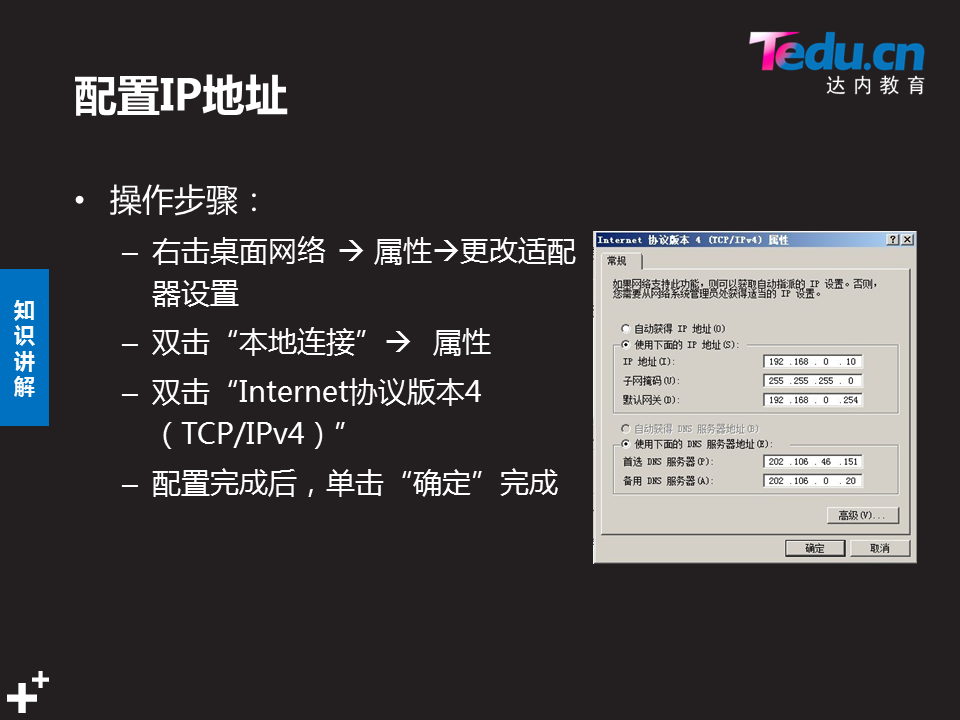 Tedu.cn
达内教育
配置IP地址
• 操作步骤：
– 右击桌面网络 → 属性→更改适配
器设置
– 双击“本地连接”→ 属性
– 双击“Internet协议版本4
（TCP/IPv4）”
– 配置完成后，单击“确定”完成
知识讲解
Internet 协议版本 4 (TCP/IPv4) 属性
常规
如果网络支持此功能，则可以获取自动指派的 IP 设置。否则，
您需要从网络系统管理员处获得适当的 IP 设置。
自动获得 IP 地址(O)
使用下面的 IP 地址(S):
IP 地址(I): 192 .168 . 0 . 10
子网掩码(U): 255 .255 .255 . 0
默认网关(D): 192 .168 . 0 .254
自动获得 DNS 服务器地址(B)
使用下面的 DNS 服务器地址(E):
首选 DNS 服务器(P): 202 .106 . 46 .151
备用 DNS 服务器(A): 202 .106 . 0 . 20
高级(V)...
确定 取消